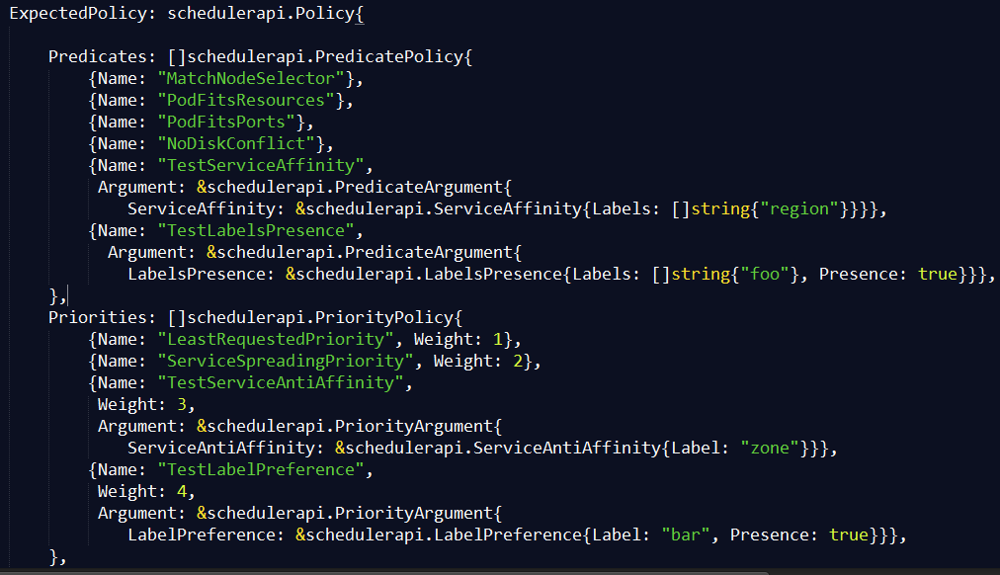 ExpectedPolicy: schedulerapi.Policy{
Predicates: []schedulerapi.PredicatePolicy{
{Name: "MatchNodeSelector"},
{Name: "PodFitsResources"},
{Name: "PodFitsPorts"},
{Name: "NoDiskConflict"},
{Name: "TestServiceAffinity",
Argument: &schedulerapi.PredicateArgument{
ServiceAffinity: &schedulerapi.ServiceAffinity{Labels: []string{"region"}}}},
{Name: "TestLabelsPresence",
Argument: &schedulerapi.PredicateArgument{
LabelsPresence: &schedulerapi.LabelsPresence{Labels: []string{"foo"}, Presence: true}}},
},
Priorities: []schedulerapi.PriorityPolicy{
{Name: "LeastRequestedPriority", Weight: 1},
{Name: "ServiceSpreadingPriority", Weight: 2},
{Name: "TestServiceAntiAffinity",
Weight: 3,
Argument: &schedulerapi.PriorityArgument{
ServiceAntiAffinity: &schedulerapi.ServiceAntiAffinity{Label: "zone"}}},
{Name: "TestLabelPreference",
Weight: 4,
Argument: &schedulerapi.PriorityArgument{
LabelPreference: &schedulerapi.LabelPreference{Label: "bar", Presence: true}}},
},